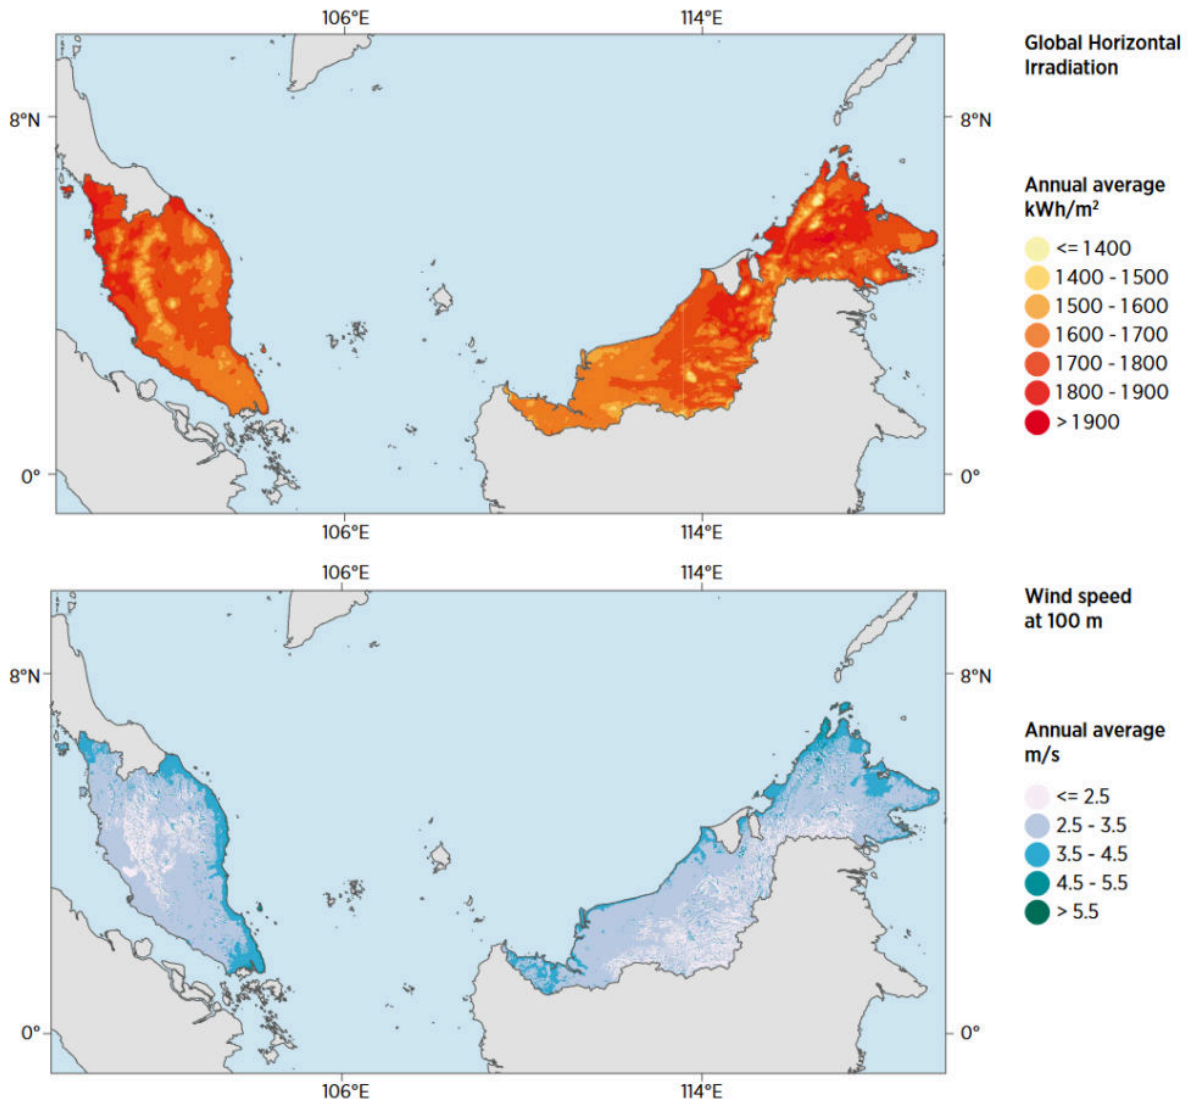 106°E 114°E
Global Horizontal
Irradiation
8°N 8°N
Annual average
kWh/m²
<= 1400
1400 - 1500
1500 - 1600
1600 - 1700
1700 - 1800
1800 - 1900
> 1900
0° 0°
106°E 114°E
106°E 114°E
Wind speed
at 100 m
8°N 8°N
Annual average
m/s
<= 2.5
2.5 - 3.5
3.5 - 4.5
4.5 - 5.5
> 5.5
0° 0°
106°E 114°E